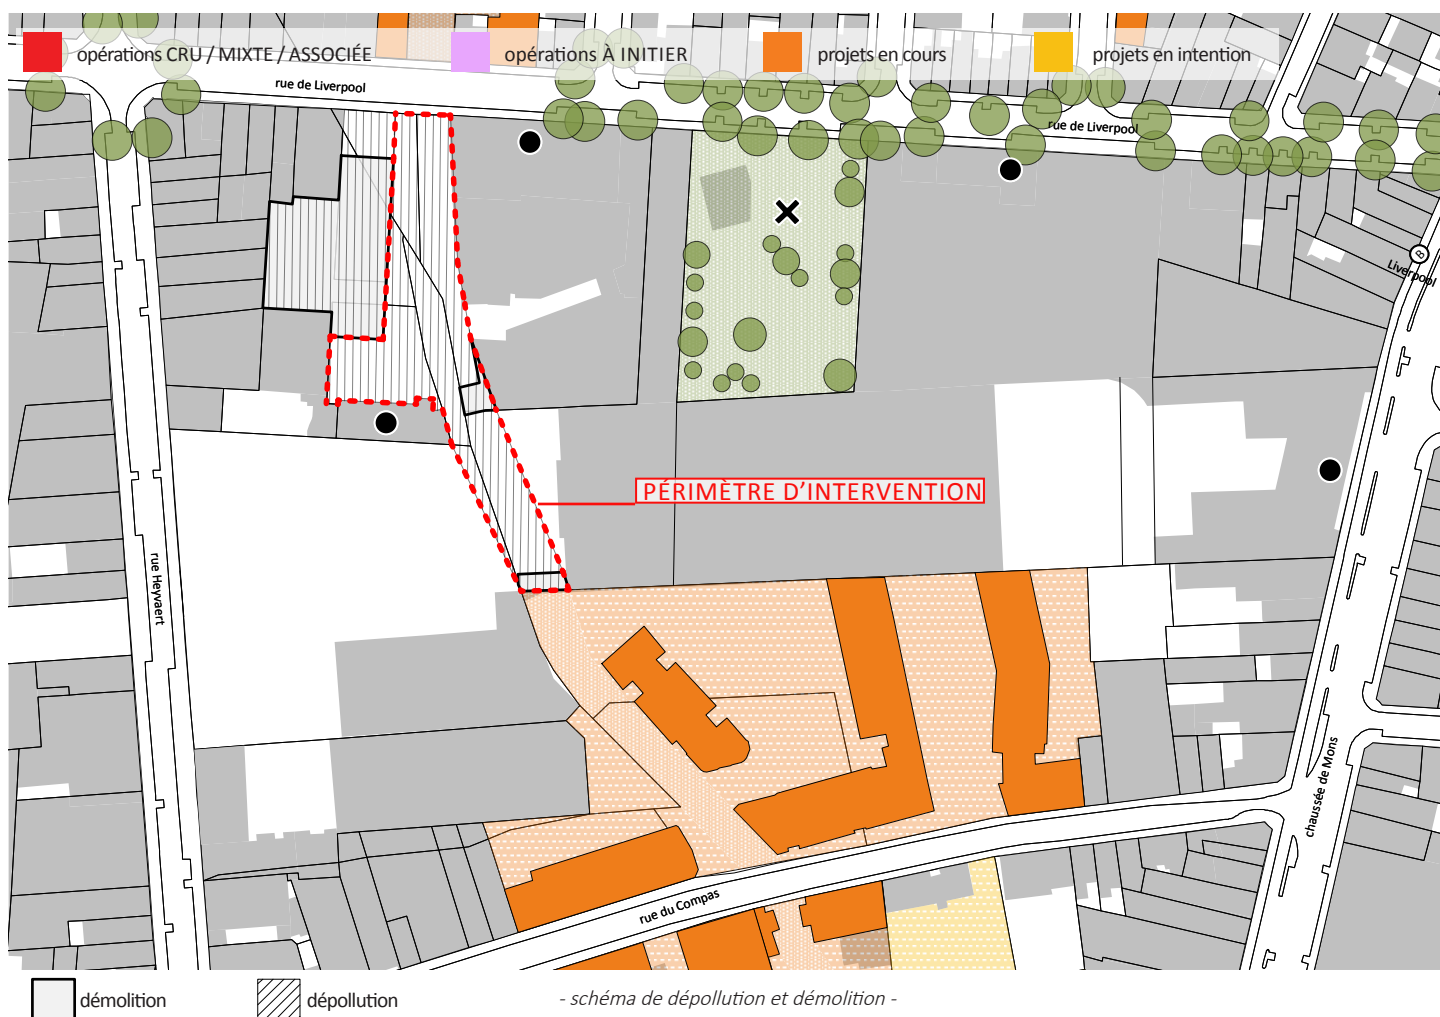 opérations CRU / MIXTE / ASSOCIÉE
opérations À INITIER
projets en cours
projets en intention
rue de Liverpool
rue de Liverpool
B
Liverpool
PÉRIMÈTRE D'INTERVENTION
rue Heyvaert
chaussée de Mons
rue du Compas
démolition
dépollution
- schéma de dépollution et démolition -